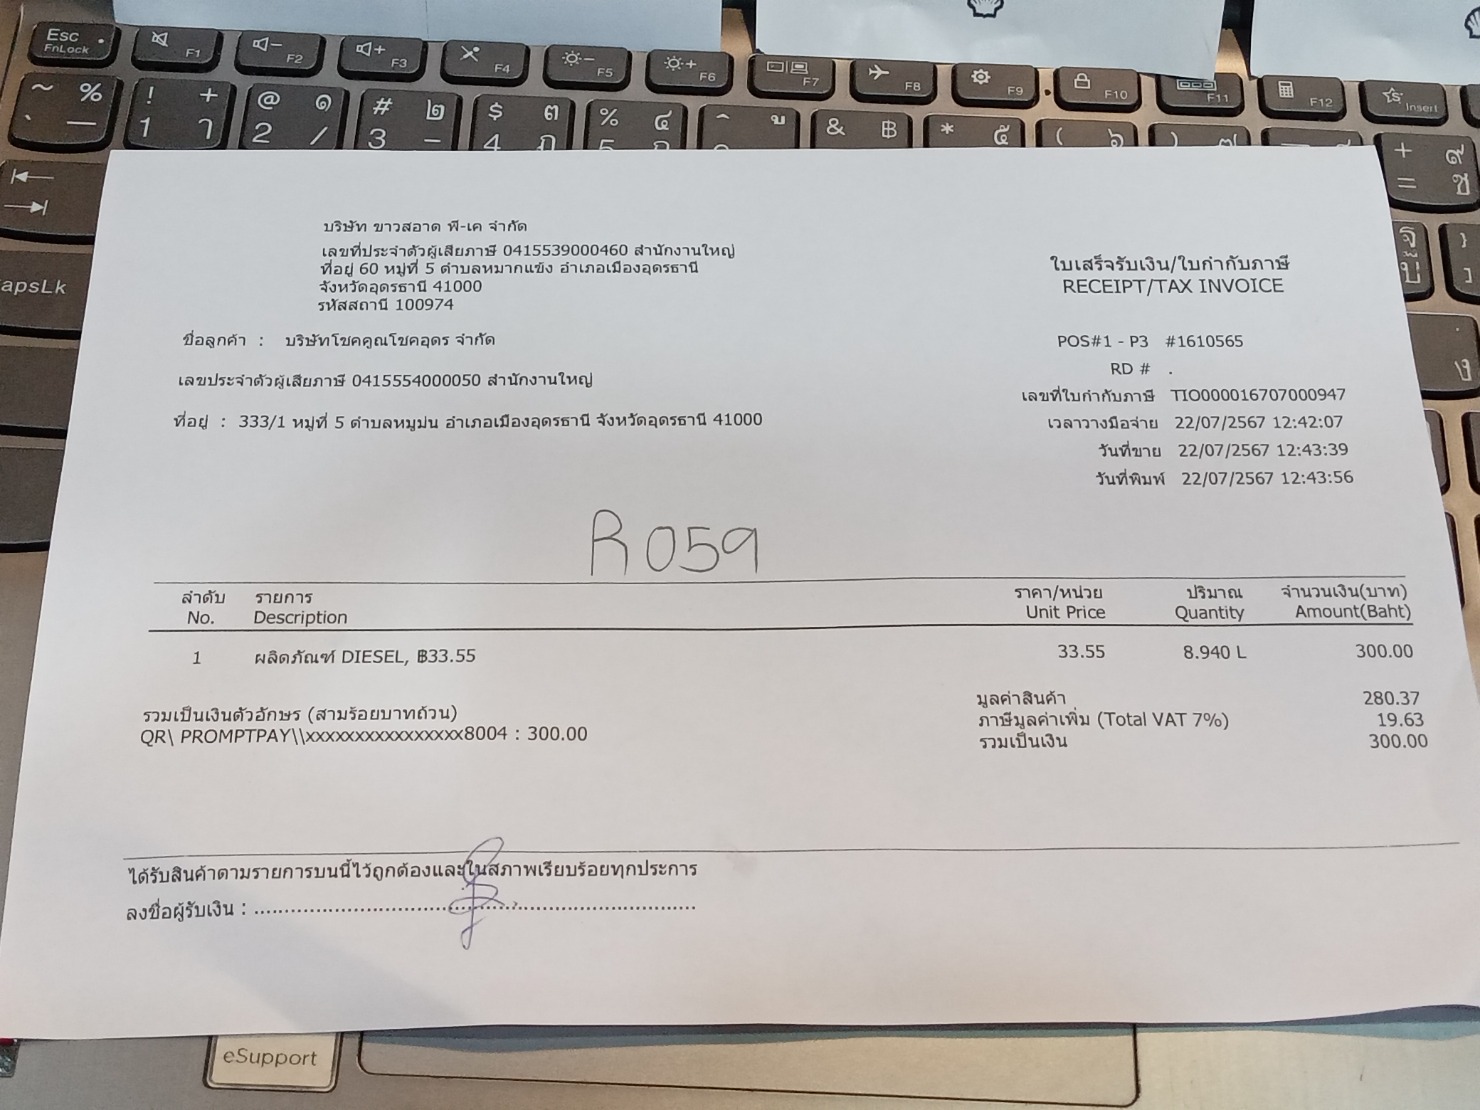 บริษัท ขาวสอาด พี-เค จำกัด
เลขที่ประจำตัวผู้เสียภาษี 0415539000460 สำนักงานใหญ่
ที่อยู่ 60 หมู่ที่ 5 ตำบลหมากแข้ง อำเภอเมืองอุดรธานี
จังหวัดอุดรธานี 41000
รหัสสถานี 100974
ใบเสร็จรับเงิน/ใบกำกับภาษี
RECEIPT/TAX INVOICE
ชื่อลูกค้า : บริษัทโชคคูณโชคอุดร จำกัด
เลขประจำตัวผู้เสียภาษี 0415554000050 สำนักงานใหญ่
ที่อยู่ : 333/1 หมู่ที่ 5 ตำบลหมูม่น อำเภอเมืองอุดรธานี จังหวัดอุดรธานี 41000
POS#1 - P3 #1610565
RD # .
เลขที่ใบกำกับภาษี TIO000016707000947
เวลาวางมือจ่าย 22/07/2567 12:42:07
วันที่ขาย 22/07/2567 12:43:39
วันที่พิมพ์ 22/07/2567 12:43:56
R059
ลำดับ รายการ ราคา/หน่วย ปริมาณ จำนวนเงิน(บาท)
No. Description Unit Price Quantity Amount(Baht)
1 ผลิตภัณฑ์ DIESEL, ฿33.55 33.55 8.940 L 300.00
มูลค่าสินค้า 280.37
ภาษีมูลค่าเพิ่ม (Total VAT 7%) 19.63
รวมเป็นเงิน 300.00
รวมเป็นเงินตัวอักษร (สามร้อยบาทถ้วน)
QR\ PROMPTPAY\\xxxxxxxxxxxxxxxx8004 : 300.00
ได้รับสินค้าตามรายการบนนี้ไว้ถูกต้องและในสภาพเรียบร้อยทุกประการ
ลงชื่อผู้รับเงิน :
Esc
FnLock
F1 F2 F3 F4 F5 F6 F7 F8 F9 F10 F11 F12 Insert
apsLk
eSupport